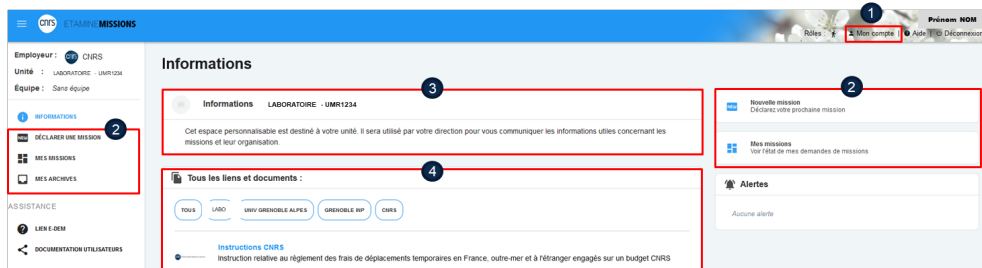 cnrs ETAMINE MISSIONS
1
Prénom NOM
Rôles : Mon compte | Aide | Déconnexion
Employeur : cnrs CNRS
Unité : LABORATOIRE - UMR1234
Équipe : Sans équipe
INFORMATIONS
2
DÉCLARER UNE MISSION
MES MISSIONS
MES ARCHIVES
ASSISTANCE
LIEN E-DEM
DOCUMENTATION UTILISATEURS
Informations
3
Informations LABORATOIRE - UMR1234
Cet espace personnalisable est destiné à votre unité. Il sera utilisé par votre direction pour vous communiquer les informations utiles concernant les
missions et leur organisation.
4
Tous les liens et documents :
TOUS LABO UNIV GRENOBLE ALPES GRENOBLE INP CNRS
Instructions CNRS
Instruction relative au règlement des frais de déplacements temporaires en France, outre-mer et à l'étranger engagés sur un budget CNRS
2
NEW Nouvelle mission
Déclarez votre prochaine mission
Mes missions
Voir l'état de mes demandes de missions
Alertes
Aucune alerte